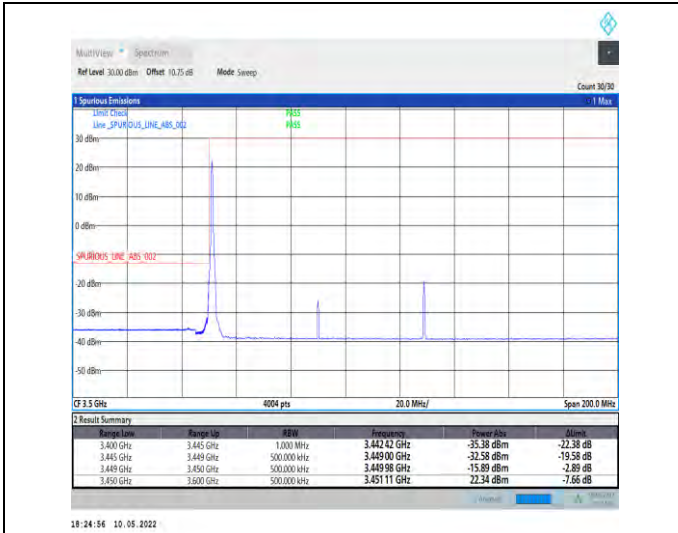 MultiView Spectrum
Ref Level 30.00 dBm Offset 10.75 dB Mode Sweep
Count 30/30
1 Spurious Emissions 1 Max
Limit Check PASS
Line _SPURIOUS_LINE_ABS_002 PASS
30 dBm
20 dBm
10 dBm
0 dBm
SPURIOUS_LINE_ABS_002
-20 dBm
-30 dBm
-40 dBm
-50 dBm
CF 3.5 GHz 4004 pts 20.0 MHz/ Span 200.0 MHz
2 Result Summary
Range Low Range Up RBW Frequency Power Abs ΔLimit
3.400 GHz 3.445 GHz 1.000 MHz 3.442 42 GHz -35.38 dBm -22.38 dB
3.445 GHz 3.449 GHz 500.000 kHz 3.449 00 GHz -32.58 dBm -19.58 dB
3.449 GHz 3.450 GHz 500.000 kHz 3.449 98 GHz -15.89 dBm -2.89 dB
3.450 GHz 3.600 GHz 500.000 kHz 3.451 11 GHz 22.34 dBm -7.66 dB
18:24:56 10.05.2022